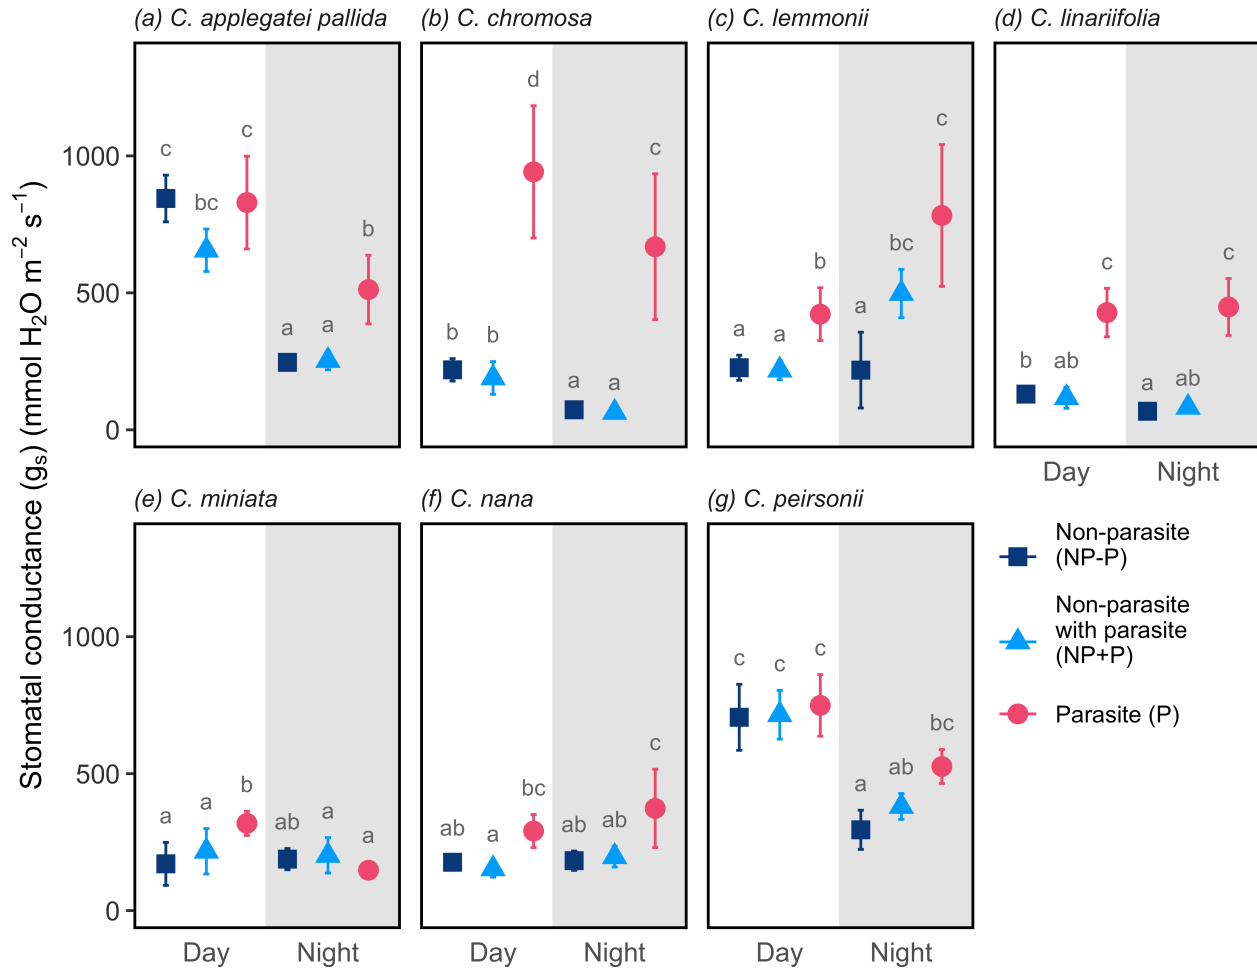 (a) C. applegatei pallida
(b) C. chromosa
(c) C. lemmonii
(d) C. linariifolia
Stomatal conductance (gₛ) (mmol H₂O m⁻² s⁻¹)
1000
500
0
c
bc
c
a
a
b
b
b
d
a
a
c
a
a
b
a
bc
c
b
ab
c
a
ab
c
Day
Night
(e) C. miniata
(f) C. nana
(g) C. peirsonii
1000
500
0
a
a
b
ab
a
a
ab
a
bc
ab
ab
c
c
c
c
a
ab
bc
Day
Night
Day
Night
Day
Night
Non-parasite
(NP-P)
Non-parasite
with parasite
(NP+P)
Parasite (P)